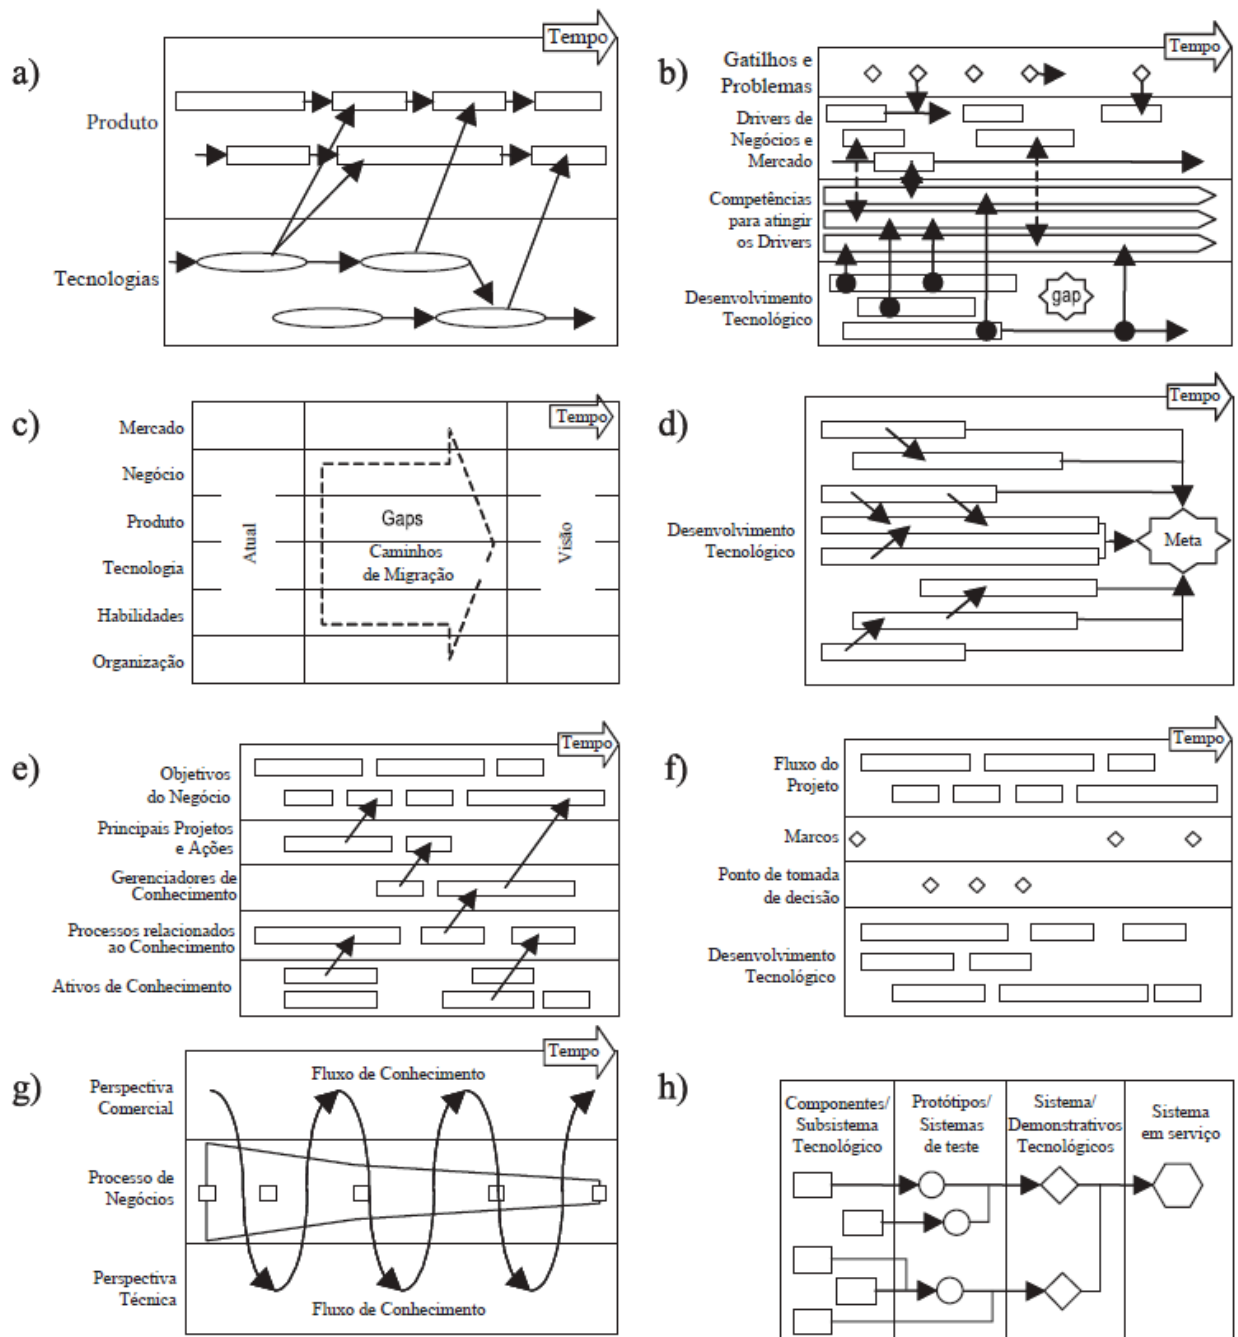 a)
Tempo
Produto
Tecnologias
b)
Tempo
Gatilhos e
Problemas
Drivers de
Negócios e
Mercado
Competências
para atingir
os Drivers
Desenvolvimento
Tecnológico
gap
c)
Tempo
Mercado
Negócio
Produto
Tecnologia
Habilidades
Organização
Atual
Gaps
Caminhos
de Migração
Visão
d)
Tempo
Desenvolvimento
Tecnológico
Meta
e)
Tempo
Objetivos
do Negócio
Principais Projetos
e Ações
Gerenciadores de
Conhecimento
Processos relacionados
ao Conhecimento
Ativos de Conhecimento
f)
Tempo
Fluxo do
Projeto
Marcos
Ponto de tomada
de decisão
Desenvolvimento
Tecnológico
g)
Tempo
Perspectiva
Comercial
Fluxo de Conhecimento
Processo de
Negócios
Perspectiva
Técnica
Fluxo de Conhecimento
h)
Componentes/
Subsistema
Tecnológico
Protótipos/
Sistemas
de teste
Sistema/
Demonstrativos
Tecnológicos
Sistema
em serviço